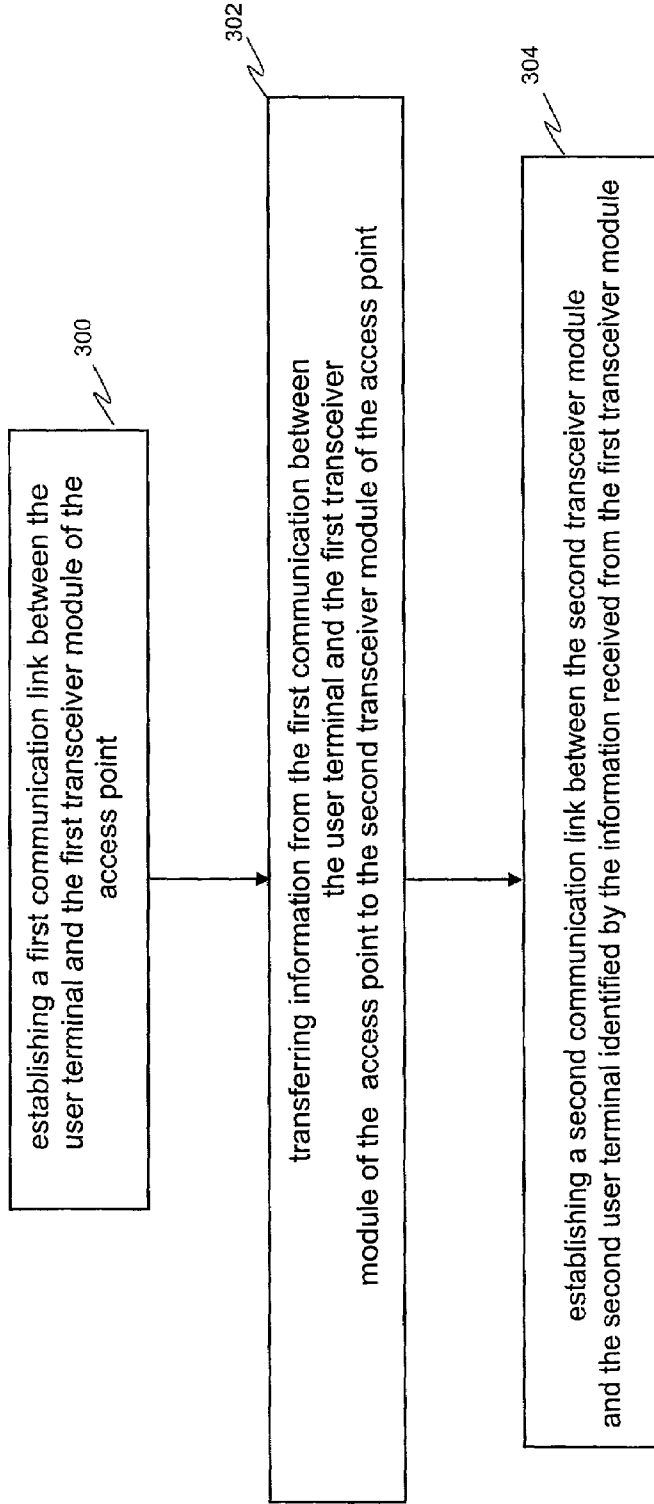 300
establishing a first communication link between the
user terminal and the first transceiver module of the
access point
302
transferring information from the first communication between
the user terminal and the first transceiver
module of the access point to the second transceiver module of the access point
304
establishing a second communication link between the second transceiver module
and the second user terminal identified by the information received from the first transceiver module